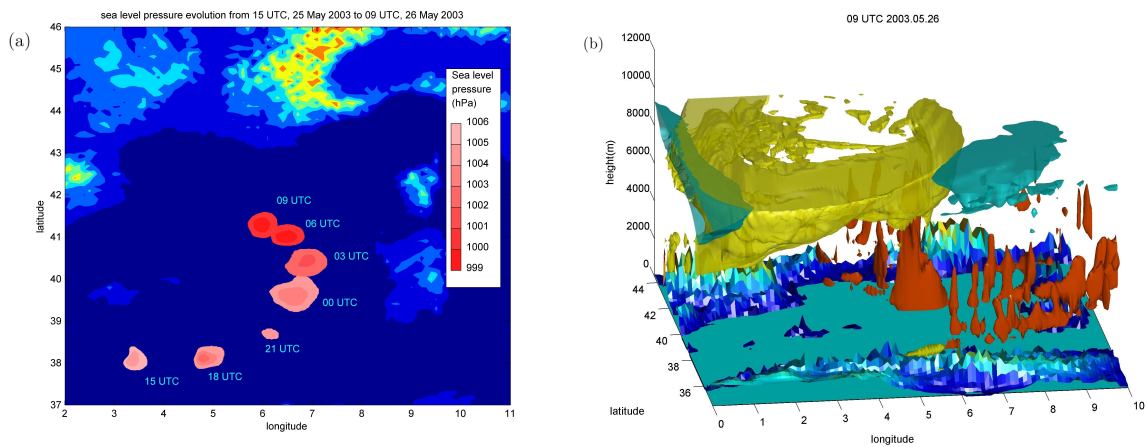 sea level pressure evolution from 15 UTC, 25 May 2003 to 09 UTC, 26 May 2003
(a)
46
45
44
43
42
41
40
39
38
37
latitude
2
3
4
5
6
7
8
9
10
11
longitude
Sea level
pressure
(hPa)
1006
1005
1004
1003
1002
1001
1000
999
09 UTC
06 UTC
03 UTC
00 UTC
21 UTC
18 UTC
15 UTC
09 UTC 2003.05.26
(b)
12000
10000
8000
6000
4000
2000
0
height(m)
44
42
40
38
36
latitude
0
1
2
3
4
5
6
7
8
9
10
longitude